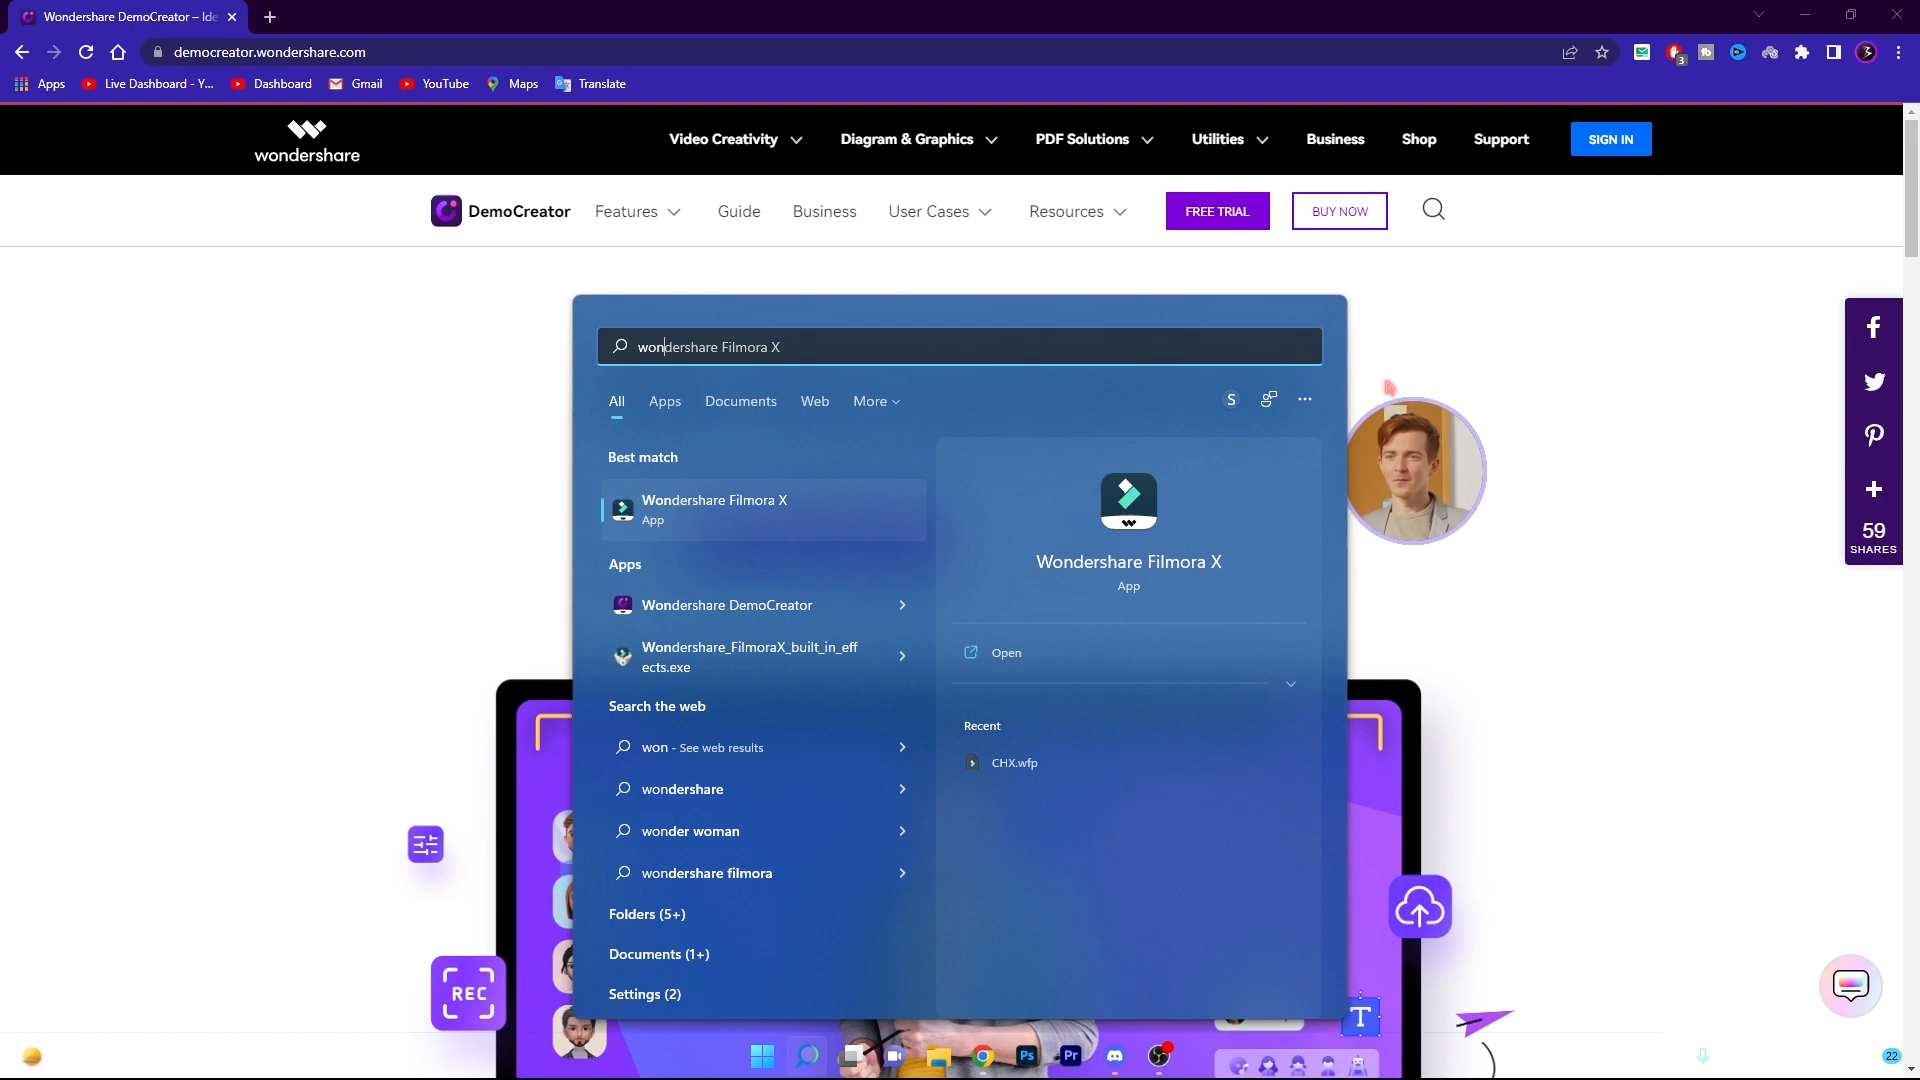 Wondershare DemoCreator – Ide
democreator.wondershare.com
3
Apps
Live Dashboard - Y...
Dashboard
Gmail
YouTube
Maps
Translate
wondershare
Video Creativity
Diagram & Graphics
PDF Solutions
Utilities
Business
Shop
Support
SIGN IN
DemoCreator
Features
Guide
Business
User Cases
Resources
FREE TRIAL
BUY NOW
wondershare Filmora X
All
Apps
Documents
Web
More
S
Best match
Wondershare Filmora X
App
Apps
Wondershare DemoCreator
Wondershare_FilmoraX_built_in_eff
ects.exe
Search the web
won - See web results
wondershare
wonder woman
wondershare filmora
Folders (5+)
Documents (1+)
Settings (2)
Wondershare Filmora X
App
Open
Recent
CHX.wfp
59
SHARES
REC
T
Ps
Pr
22